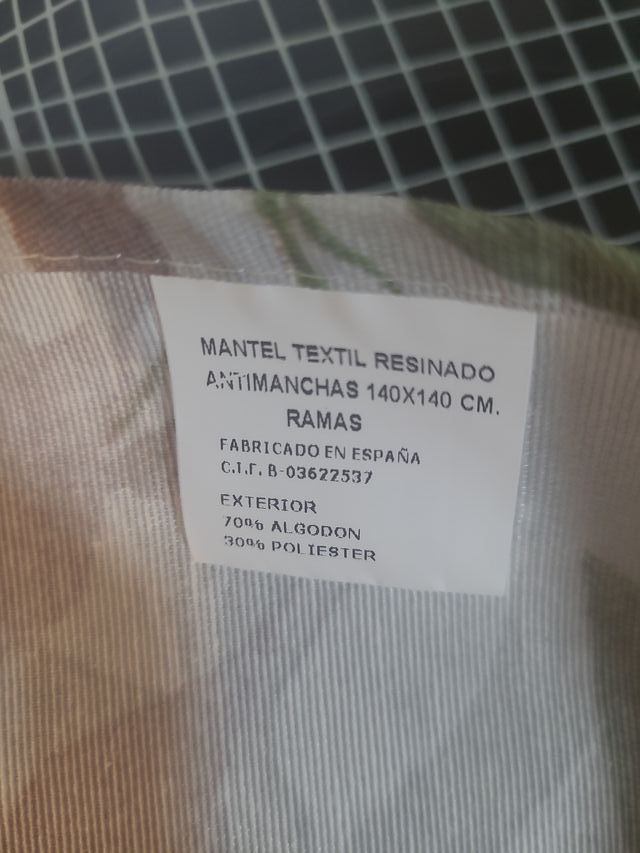 MANTEL TEXTIL RESINADO
ANTIMANCHAS 140X140 CM.
RAMAS
FABRICADO EN ESPAÑA
C.I.F. B-03622537
EXTERIOR
70% ALGODON
30% POLIESTER